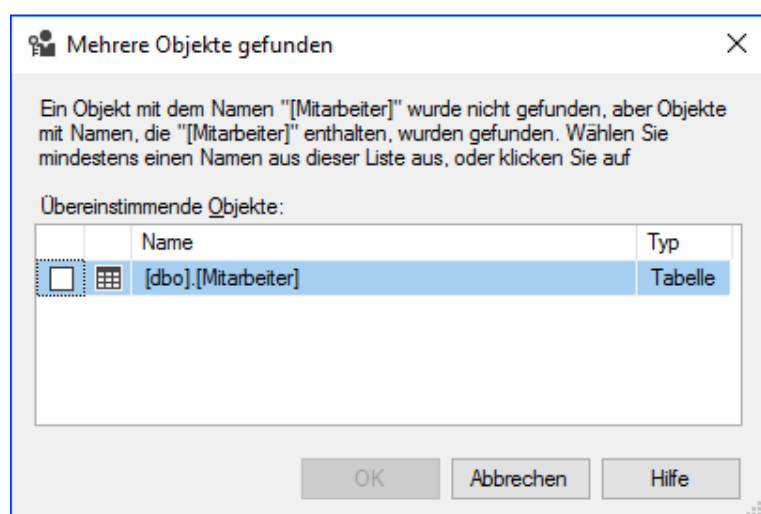 Mehrere Objekte gefunden
Ein Objekt mit dem Namen "[Mitarbeiter]" wurde nicht gefunden, aber Objekte
mit Namen, die "[Mitarbeiter]" enthalten, wurden gefunden. Wählen Sie
mindestens einen Namen aus dieser Liste aus, oder klicken Sie auf
Übereinstimmende Objekte:
Name Typ
[dbo].[Mitarbeiter] Tabelle
OK Abbrechen Hilfe